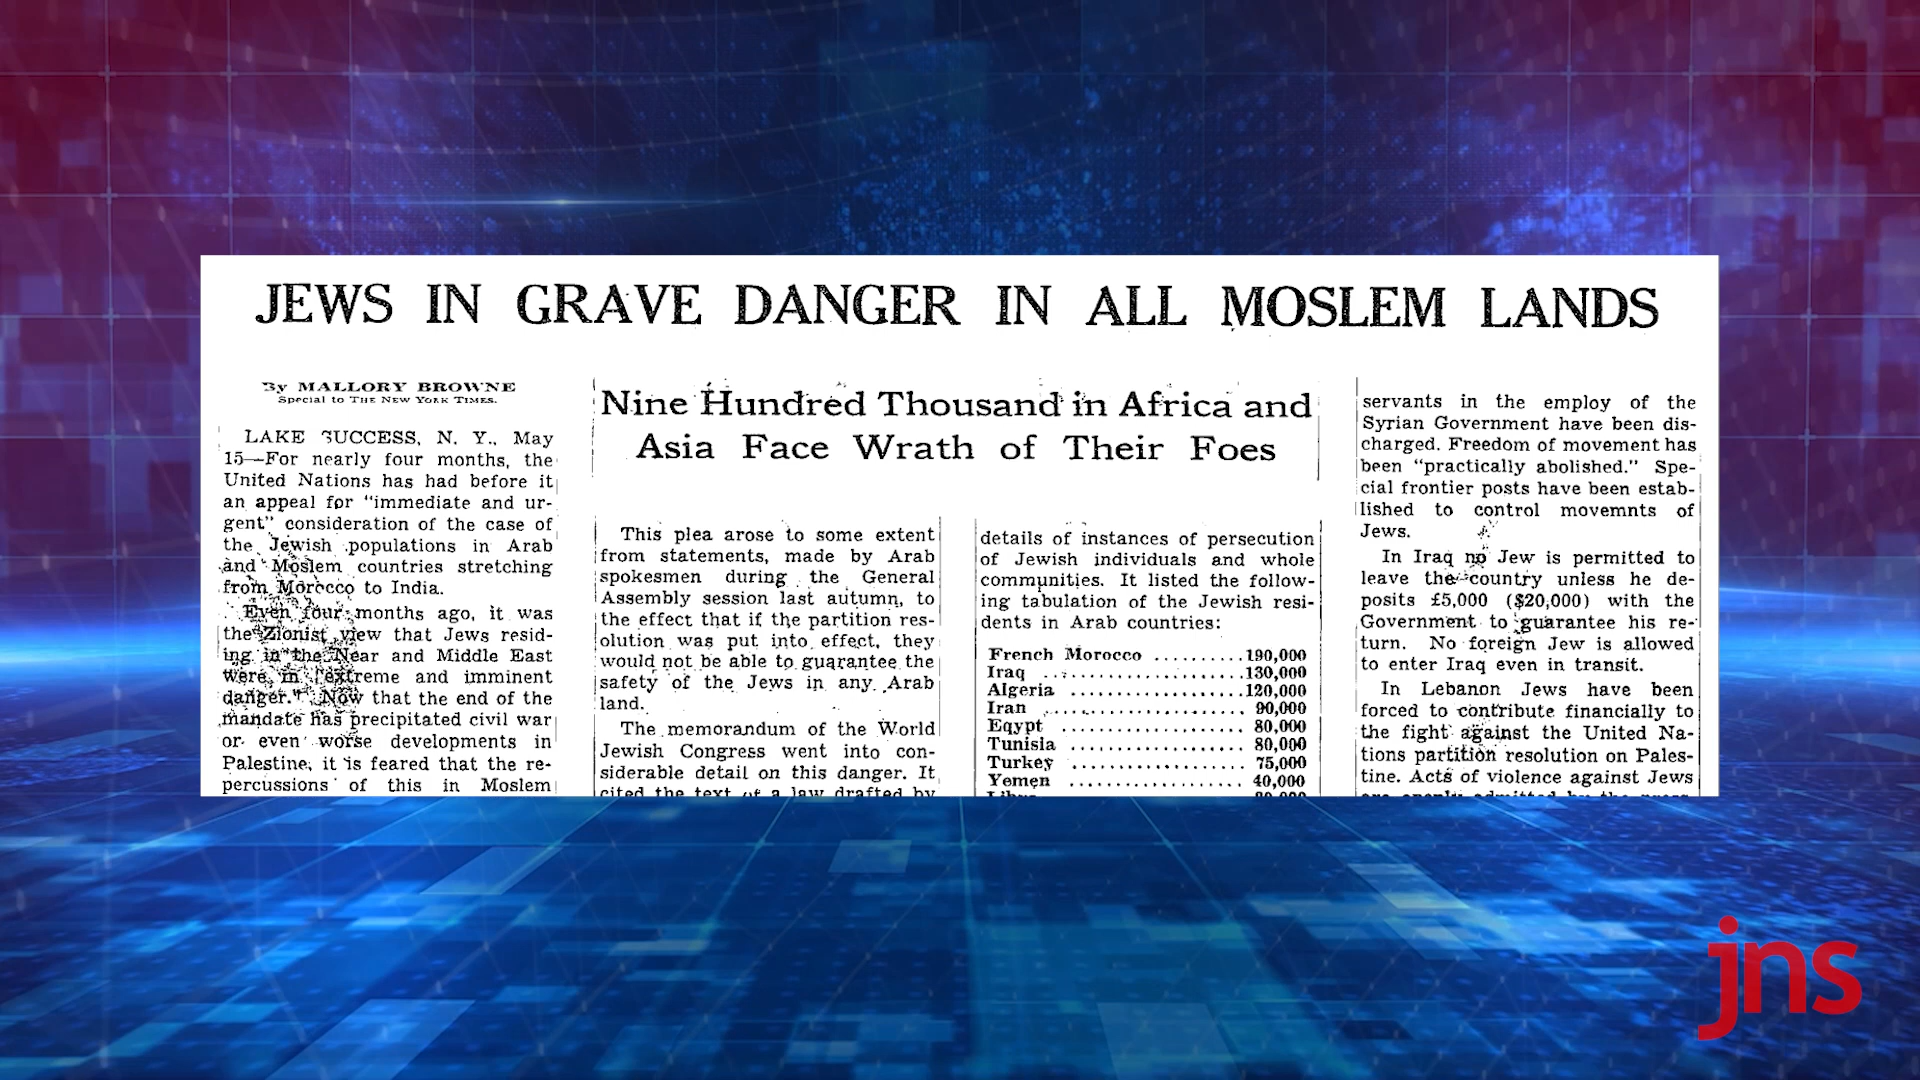 JEWS IN GRAVE DANGER IN ALL MOSLEM LANDS
By MALLORY BROWNE
Special to THE NEW YORK TIMES.
LAKE SUCCESS, N. Y., May
15—For nearly four months, the
United Nations has had before it
an appeal for "immediate and ur-
gent" consideration of the case of
the Jewish populations in Arab
and Moslem countries stretching
from Morocco to India.
Even four months ago, it was
the Zionist view that Jews resid-
ing in the Near and Middle East
were in "extreme and imminent
danger." Now that the end of the
mandate has precipitated civil war
or even worse developments in
Palestine, it is feared that the re-
percussions of this in Moslem
Nine Hundred Thousand in Africa and
Asia Face Wrath of Their Foes
This plea arose to some extent
from statements, made by Arab
spokesmen during the General
Assembly session last autumn, to
the effect that if the partition res-
olution was put into effect, they
would not be able to guarantee the
safety of the Jews in any Arab
land.
The memorandum of the World
Jewish Congress went into con-
siderable detail on this danger. It
cited the text of a law drafted by
details of instances of persecution
of Jewish individuals and whole
communities. It listed the follow-
ing tabulation of the Jewish resi-
dents in Arab countries:
French Morocco ..........190,000
Iraq ....................130,000
Algeria .................120,000
Iran .................... 90,000
Egypt ................... 80,000
Tunisia ................. 80,000
Turkey .................. 75,000
Yemen ................... 40,000
servants in the employ of the
Syrian Government have been dis-
charged. Freedom of movement has
been "practically abolished." Spe-
cial frontier posts have been estab-
lished to control movemnts of
Jews.
In Iraq no Jew is permitted to
leave the country unless he de-
posits £5,000 ($20,000) with the
Government to guarantee his re-
turn. No foreign Jew is allowed
to enter Iraq even in transit.
In Lebanon Jews have been
forced to contribute financially to
the fight against the United Na-
tions partition resolution on Pales-
tine. Acts of violence against Jews
jns